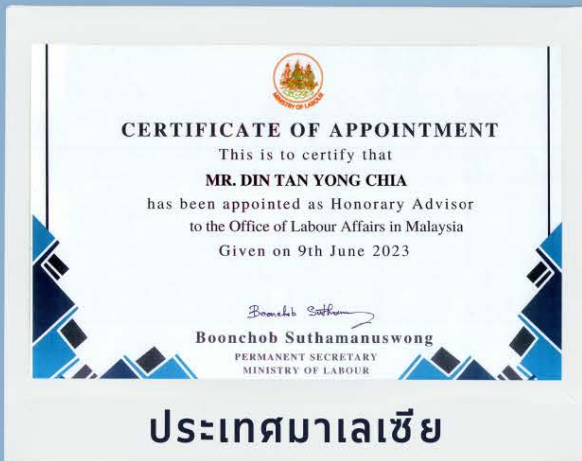 MINISTRY OF LABOUR
CERTIFICATE OF APPOINTMENT
This is to certify that
MR. DIN TAN YONG CHIA
has been appointed as Honorary Advisor
to the Office of Labour Affairs in Malaysia
Given on 9th June 2023
Boonchob Suthamanuswong
PERMANENT SECRETARY
MINISTRY OF LABOUR
ประเทศมาเลเซีย